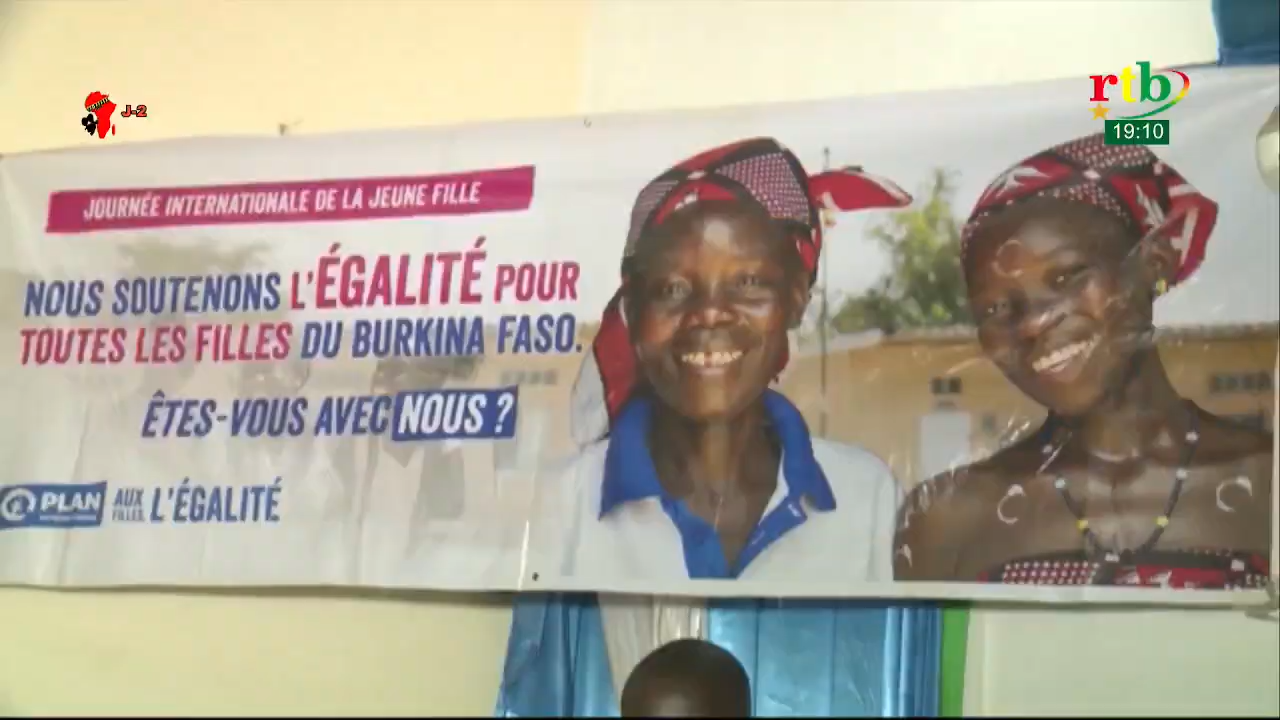 J-2
rtb
19:10
JOURNÉE INTERNATIONALE DE LA JEUNE FILLE
NOUS SOUTENONS L'ÉGALITÉ POUR
TOUTES LES FILLES DU BURKINA FASO.
ÊTES-VOUS AVEC NOUS ?
PLAN
AUX FILLES, L'ÉGALITÉ